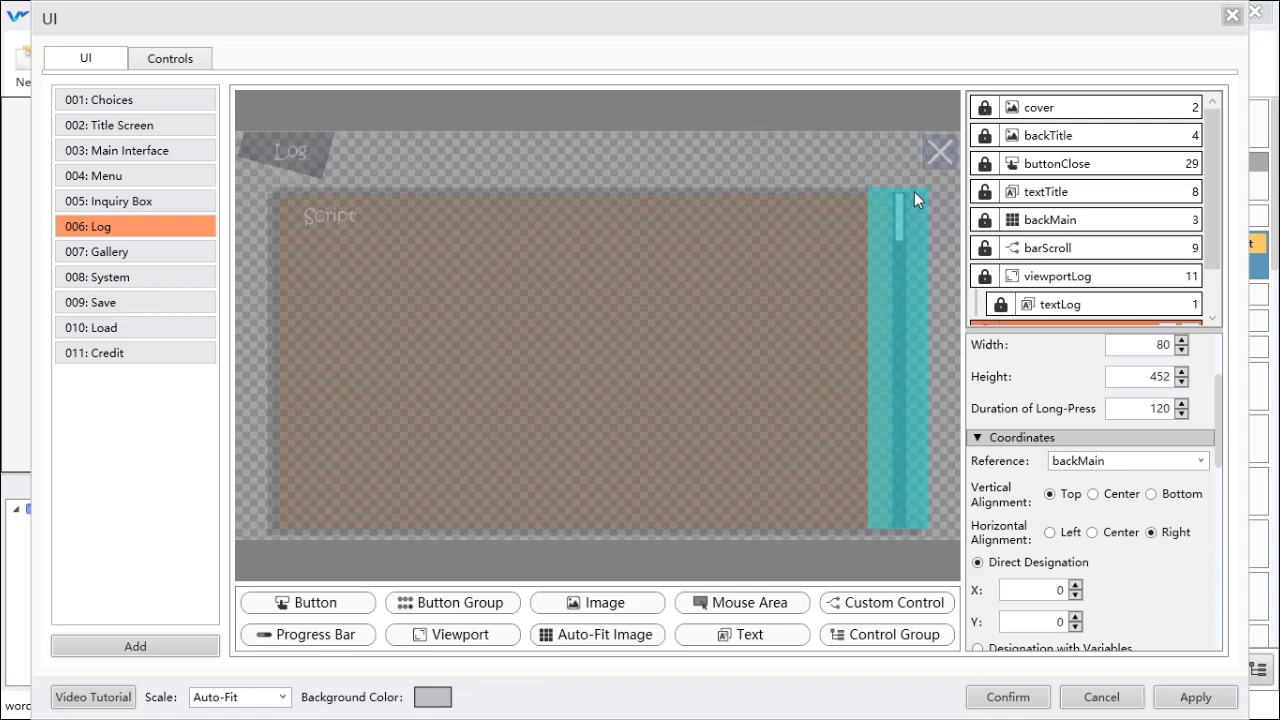 UI
Ne
UI
Controls
001: Choices
002: Title Screen
003: Main Interface
004: Menu
005: Inquiry Box
006: Log
007: Gallery
008: System
009: Save
010: Load
011: Credit
Add
Log
Script
cover 2
backTitle 4
buttonClose 29
textTitle 8
backMain 3
barScroll 9
viewportLog 11
textLog 1
Width: 80
Height: 452
Duration of Long-Press 120
Coordinates
Reference: backMain
Vertical Alignment: Top Center Bottom
Horizontal Alignment: Left Center Right
Direct Designation
X: 0
Y: 0
Designation with Variables
Button
Button Group
Image
Mouse Area
Custom Control
Progress Bar
Viewport
Auto-Fit Image
Text
Control Group
Video Tutorial
Scale: Auto-Fit
Background Color:
Confirm
Cancel
Apply
word
t